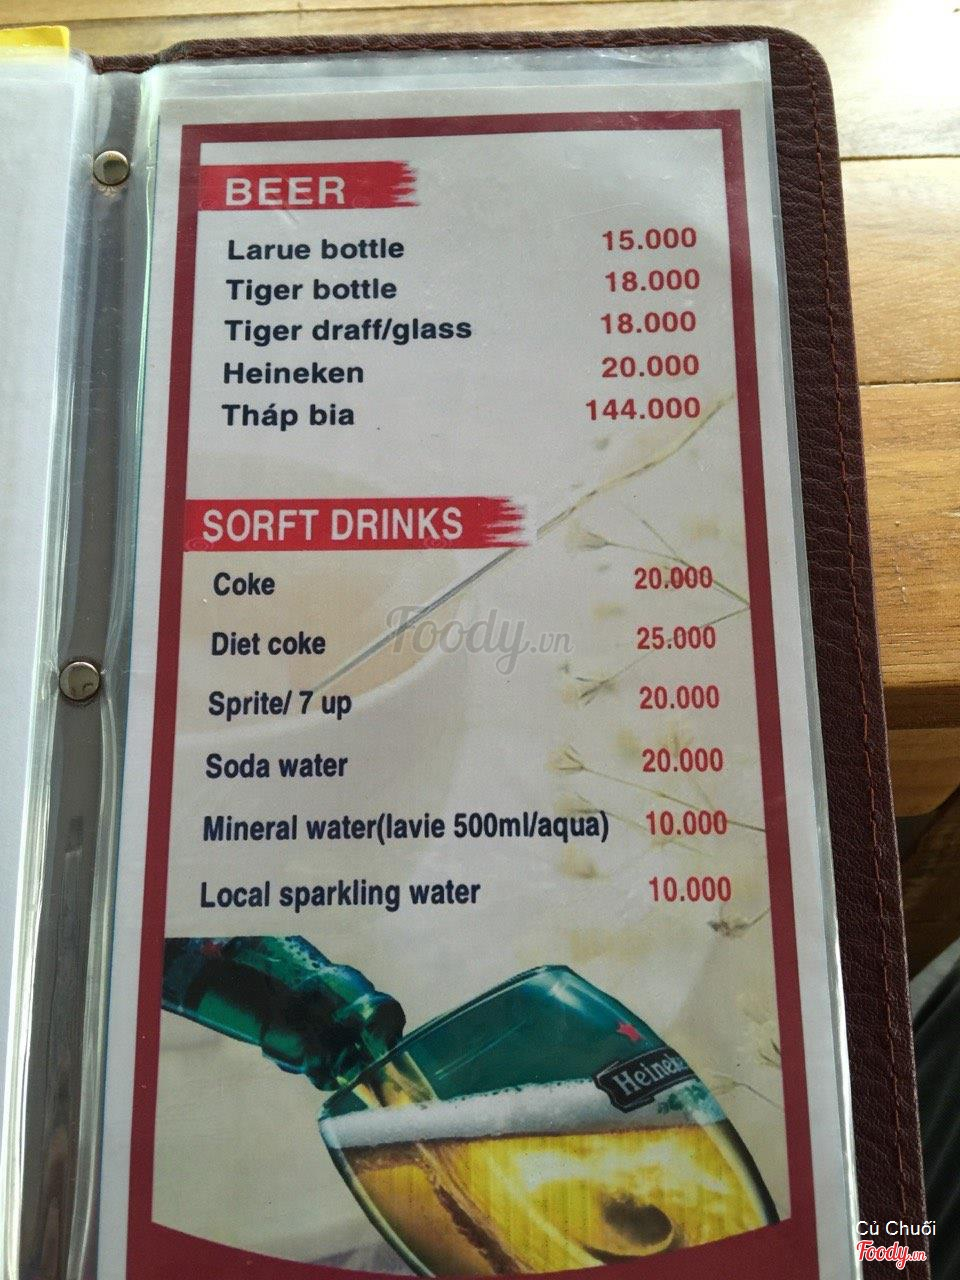 BEER
Larue bottle 15.000
Tiger bottle 18.000
Tiger draff/glass 18.000
Heineken 20.000
Tháp bia 144.000
SORFT DRINKS
Coke 20.000
Diet coke 25.000
Foody.vn
Sprite/ 7 up 20.000
Soda water 20.000
Mineral water(lavie 500ml/aqua) 10.000
Local sparkling water 10.000
Heineke
Củ Chuối
Foody.vn